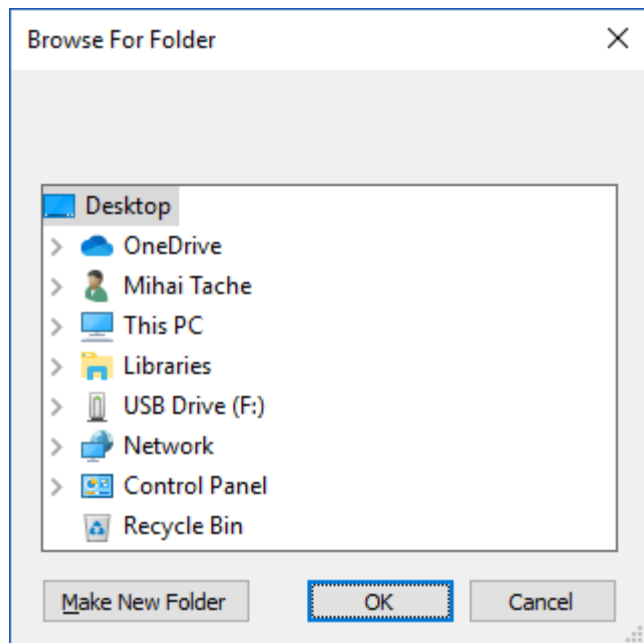 Browse For Folder
Desktop
OneDrive
Mihai Tache
This PC
Libraries
USB Drive (F:)
Network
Control Panel
Recycle Bin
Make New Folder OK Cancel